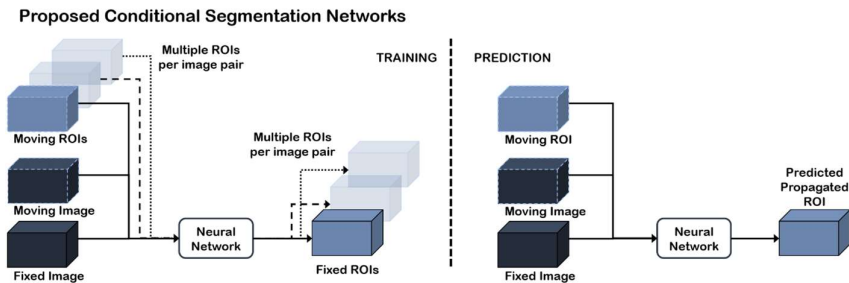 Proposed Conditional Segmentation Networks
Multiple ROIs
per image pair
TRAINING
Moving ROIs
Multiple ROIs
per image pair
Moving Image
Neural
Network
Fixed Image
Fixed ROIs
PREDICTION
Moving ROI
Moving Image
Predicted
Propagated
ROI
Neural
Network
Fixed Image